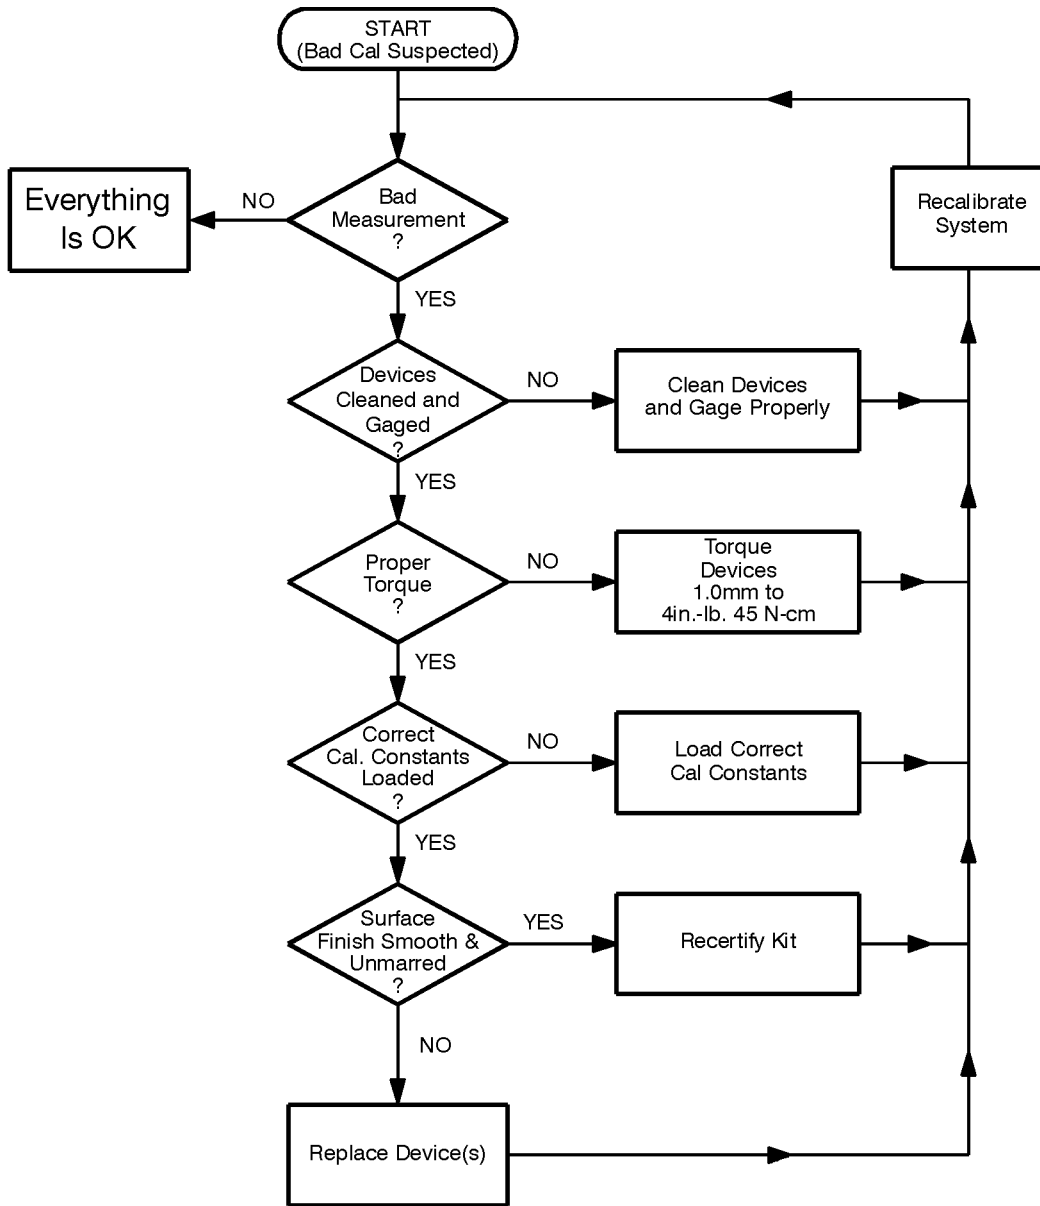 START
(Bad Cal Suspected)
Everything
Is OK
NO
Bad
Measurement
?
Recalibrate
System
YES
Devices
Cleaned and
Gaged
?
NO
Clean Devices
and Gage Properly
YES
Proper
Torque
?
NO
Torque
Devices
1.0mm to
4in.-lb. 45 N-cm
YES
Correct
Cal. Constants
Loaded
?
NO
Load Correct
Cal Constants
YES
Surface
Finish Smooth &
Unmarred
?
YES
Recertify Kit
NO
Replace Device(s)